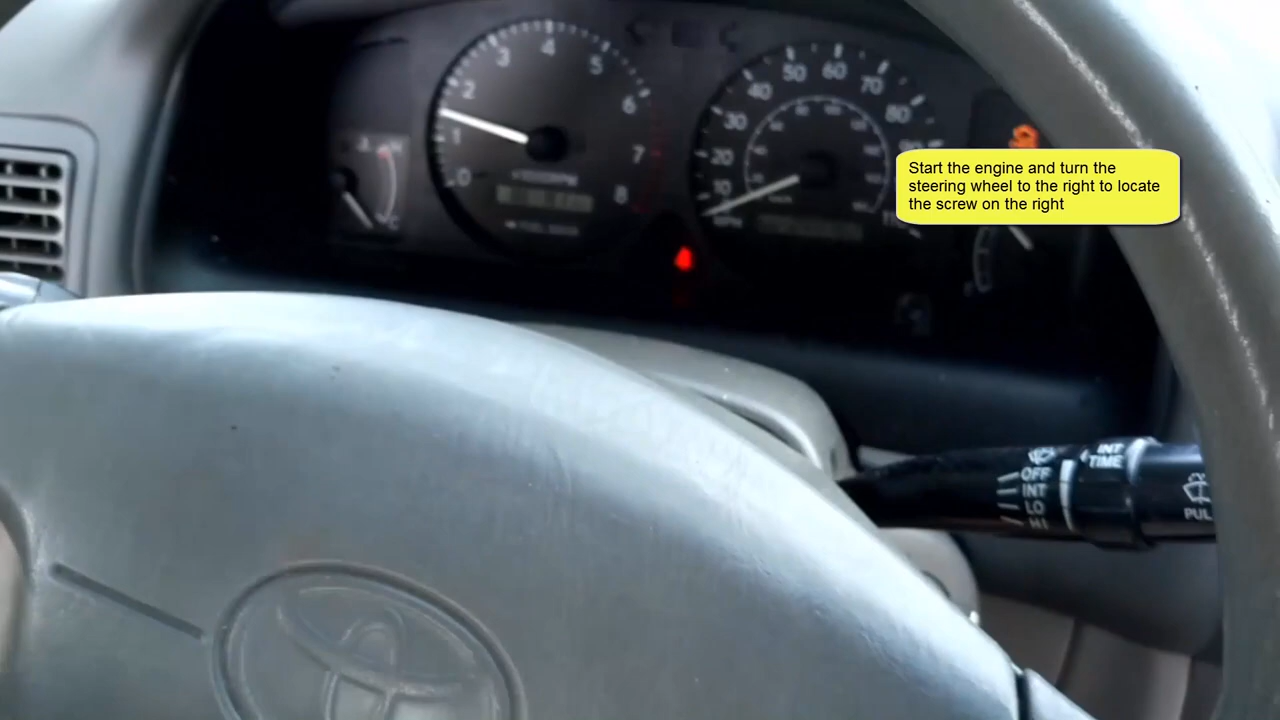 4
3
5
2
6
1
7
0
8
50
60
70
40
80
30
20
10
Start the engine and turn the
steering wheel to the right to locate
the screw on the right
INT
TIME
OFF
INT
LO
HI
PUL